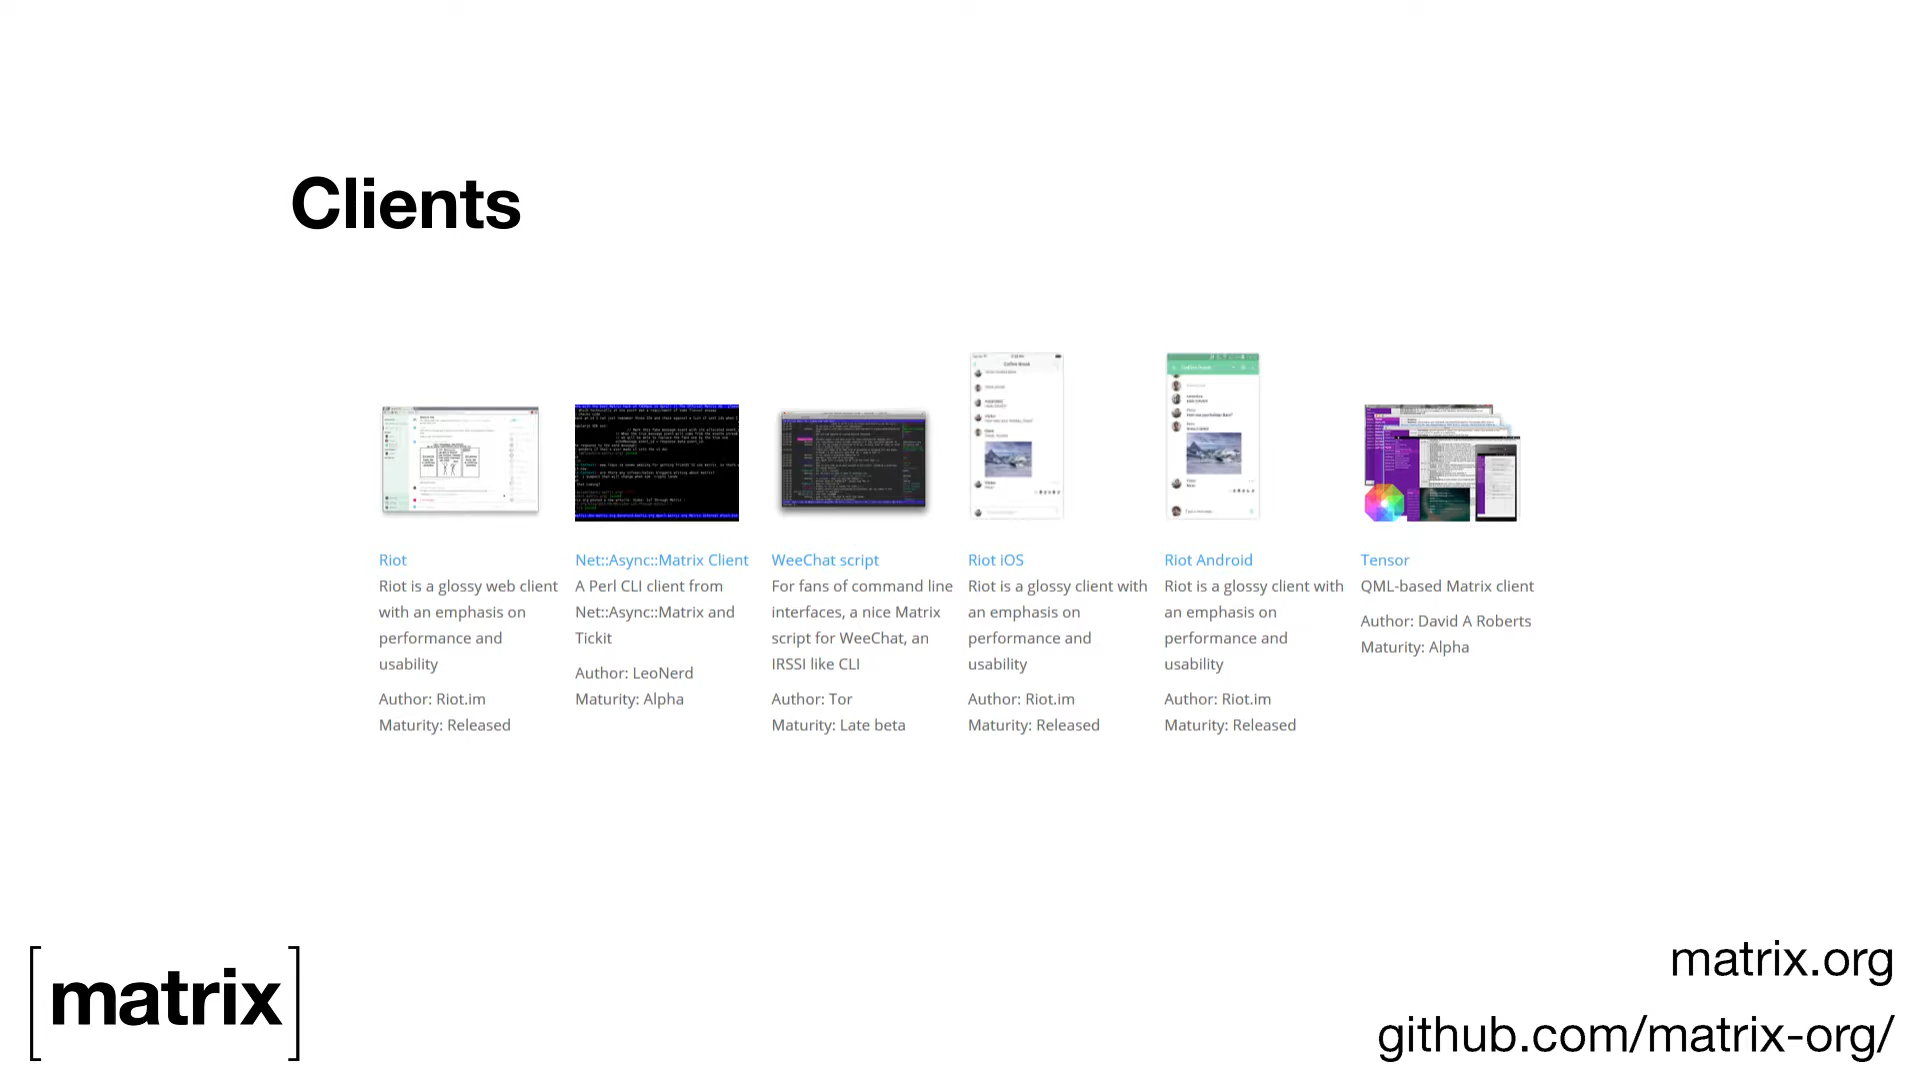 Clients
Riot
Riot is a glossy web client
with an emphasis on
performance and
usability
Author: Riot.im
Maturity: Released
Net::Async::Matrix Client
A Perl CLI client from
Net::Async::Matrix and
Tickit
Author: LeoNerd
Maturity: Alpha
WeeChat script
For fans of command line
interfaces, a nice Matrix
script for WeeChat, an
IRSSI like CLI
Author: Tor
Maturity: Late beta
Riot iOS
Riot is a glossy client with
an emphasis on
performance and
usability
Author: Riot.im
Maturity: Released
Riot Android
Riot is a glossy client with
an emphasis on
performance and
usability
Author: Riot.im
Maturity: Released
Tensor
QML-based Matrix client
Author: David A Roberts
Maturity: Alpha
[matrix]
matrix.org
github.com/matrix-org/